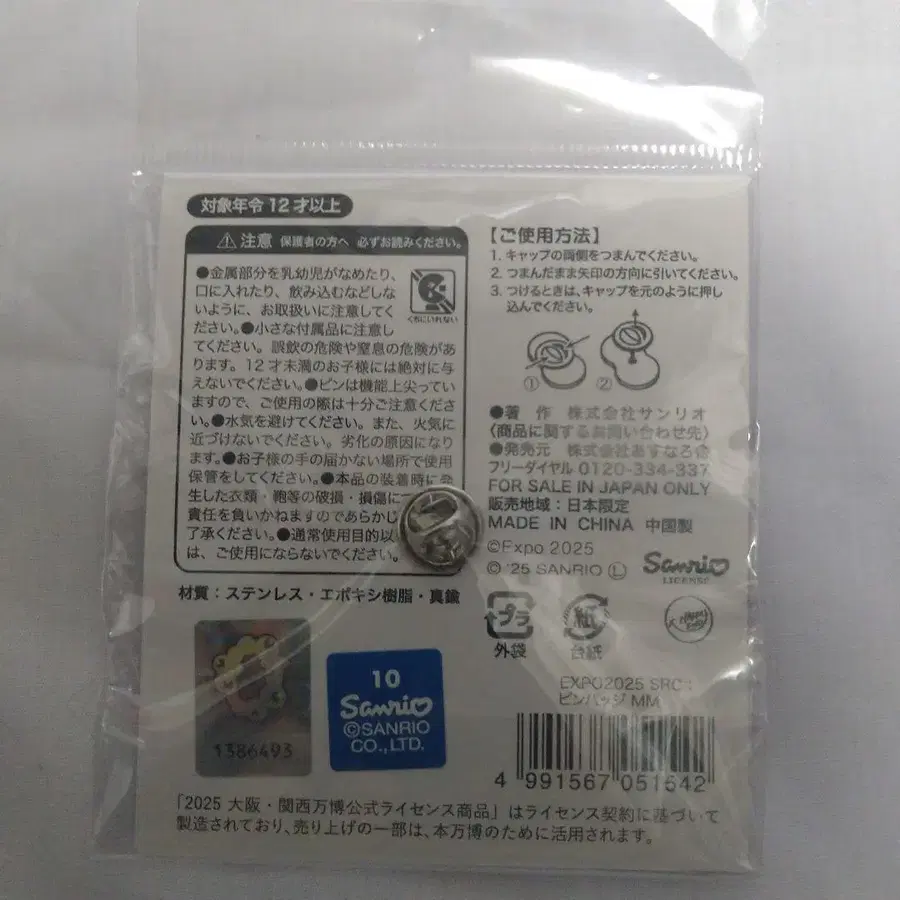 対象年令 12才以上
注意 保護者の方へ 必ずお読みください。
●金属部分を乳幼児がなめたり、
口に入れたり、飲み込むなどしな
いように、お取扱いに注意してく
ださい。●小さな付属品に注意し
てください。誤飲の危険や窒息の危険があ
ります。12才未満のお子様には絶対に与
えないでください。●ピンは機能上尖ってい
ますので、ご使用の際は十分ご注意くださ
い。●水気を避けてください。また、火気に
近づけないでください。劣化の原因になり
ます。●お子様の手の届かない場所で使用
保管をしてください。●本品の装着時に発
生した衣類・鞄等の破損・損傷に
責任を負いかねますのであらかじ
了承ください。●通常使用目的以
は、ご使用にならないでください。
くちにいれない
材質：ステンレス・エポキシ樹脂・真鍮
【ご使用方法】
1. キャップの両側をつまんでください。
2. つまんだまま矢印の方向に引いてください。
3. つけるときは、キャップを元のように押し
込んでください。
① ②
●著 作 株式会社サンリオ
〈商品に関するお問い合わせ先〉
●発売元 株式会社あすなろ舎
フリーダイヤル 0120-334-337
FOR SALE IN JAPAN ONLY
販売地域：日本限定
MADE IN CHINA 中国製
©Expo 2025
© '25 SANRIO Ⓛ
Sanrio
LICENSE
プラ
外袋
紙
台紙
EXPO2025 SRC
ピンバッジ MM
4 991567 051542
1386493
10
Sanrio
©SANRIO
CO.,LTD.
「2025 大阪・関西万博公式ライセンス商品」はライセンス契約に基づいて
製造されており、売り上げの一部は、本万博のために活用されます。